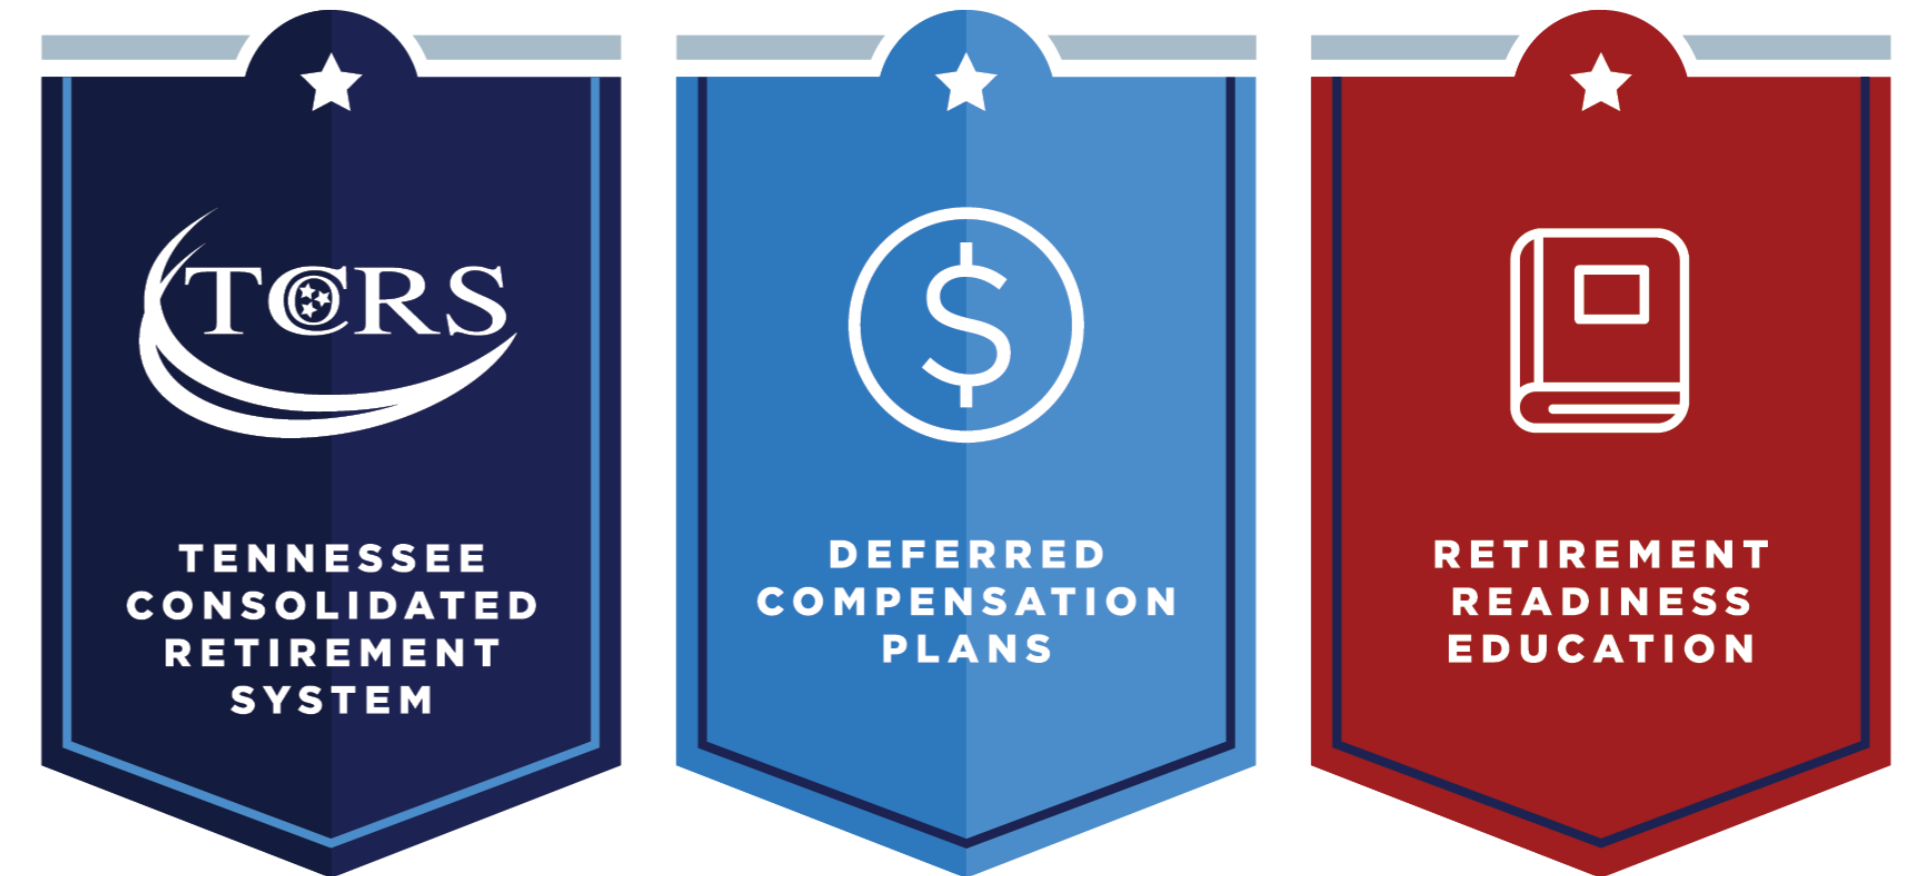 TCRS
TENNESSEE
CONSOLIDATED
RETIREMENT
SYSTEM
$
DEFERRED
COMPENSATION
PLANS
RETIREMENT
READINESS
EDUCATION